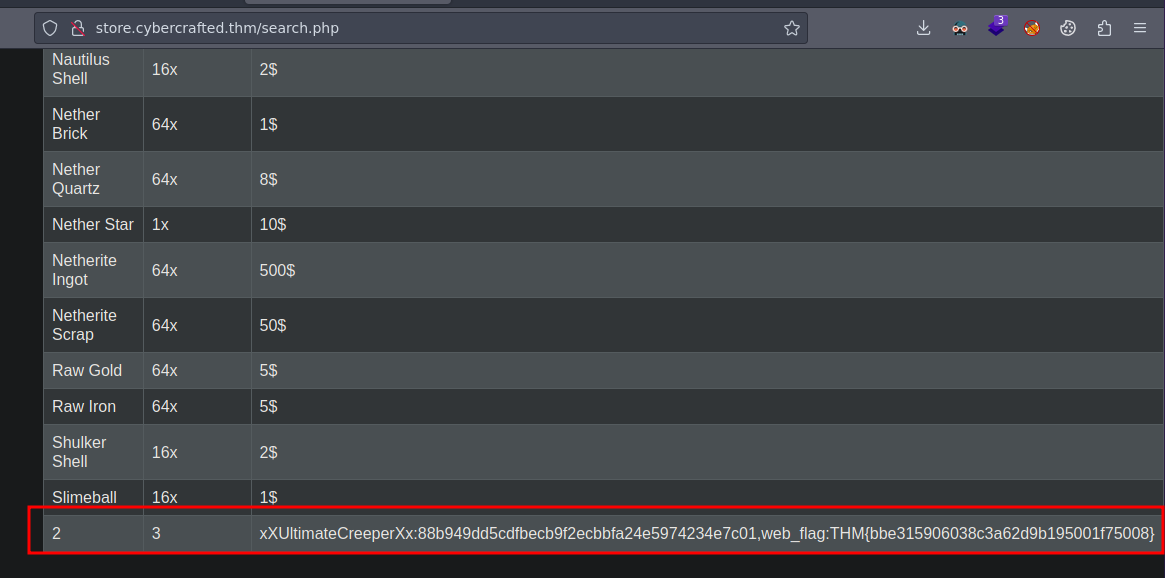 store.cybercrafted.thm/search.php
3
Nautilus
Shell 16x 2$
Nether
Brick 64x 1$
Nether
Quartz 64x 8$
Nether Star 1x 10$
Netherite
Ingot 64x 500$
Netherite
Scrap 64x 50$
Raw Gold 64x 5$
Raw Iron 64x 5$
Shulker
Shell 16x 2$
Slimeball 16x 1$
2 3 xXUltimateCreeperXx:88b949dd5cdfbecb9f2ecbbfa24e5974234e7c01,web_flag:THM{bbe315906038c3a62d9b195001f75008}